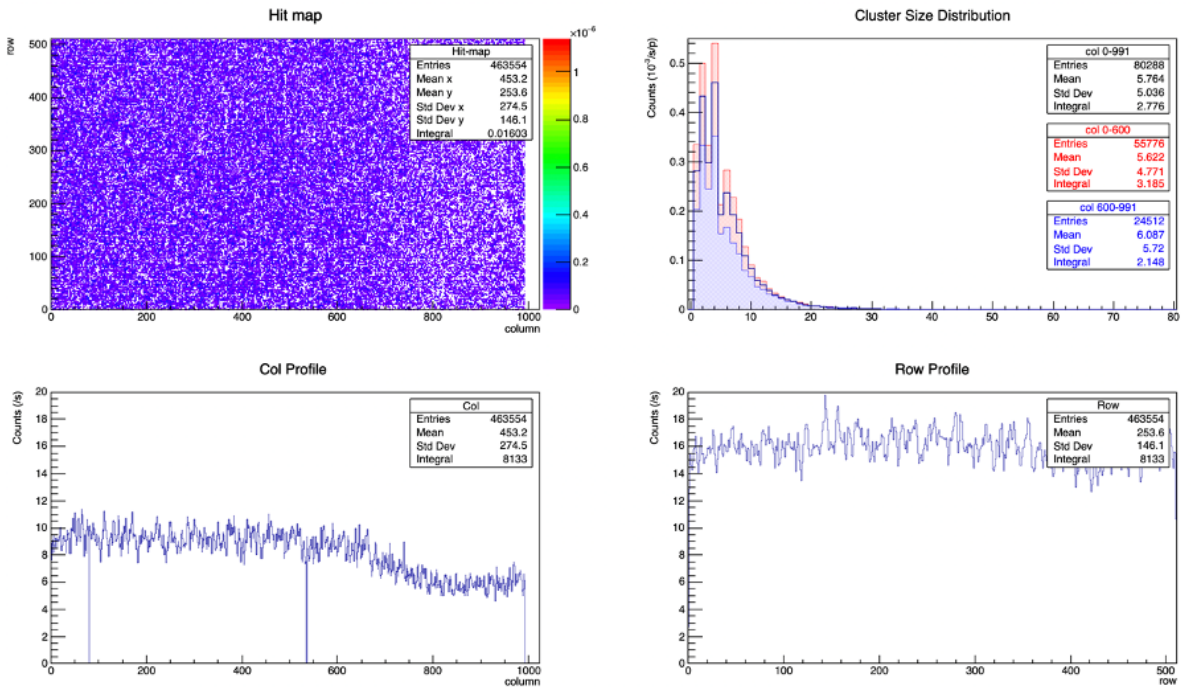 Hit map
row
×10⁻⁶
500
400
300
200
100
0
0
200
400
600
800
1000
column
1
0.8
0.6
0.4
0.2
0
Hit-map
Entries 463554
Mean x 453.2
Mean y 253.6
Std Dev x 274.5
Std Dev y 146.1
Integral 0.01603
Cluster Size Distribution
Counts (10⁻³/s/p)
0.5
0.4
0.3
0.2
0.1
0
0
10
20
30
40
50
60
70
80
col 0-991
Entries 80288
Mean 5.764
Std Dev 5.036
Integral 2.776
col 0-600
Entries 55776
Mean 5.622
Std Dev 4.771
Integral 3.185
col 600-991
Entries 24512
Mean 6.087
Std Dev 5.72
Integral 2.148
Col Profile
Counts (/s)
20
18
16
14
12
10
8
6
4
2
0
0
200
400
600
800
1000
column
Col
Entries 463554
Mean 453.2
Std Dev 274.5
Integral 8133
Row Profile
Counts (/s)
20
18
16
14
12
10
8
6
4
2
0
0
100
200
300
400
500
row
Row
Entries 463554
Mean 253.6
Std Dev 146.1
Integral 8133